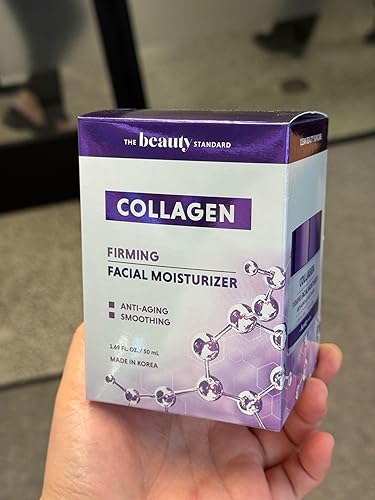 THE beauty STANDARD
COLLAGEN
FIRMING
FACIAL MOISTURIZER
ANTI-AGING
SMOOTHING
1.69 FL. OZ. / 50 mL
MADE IN KOREA
COLLAGEN